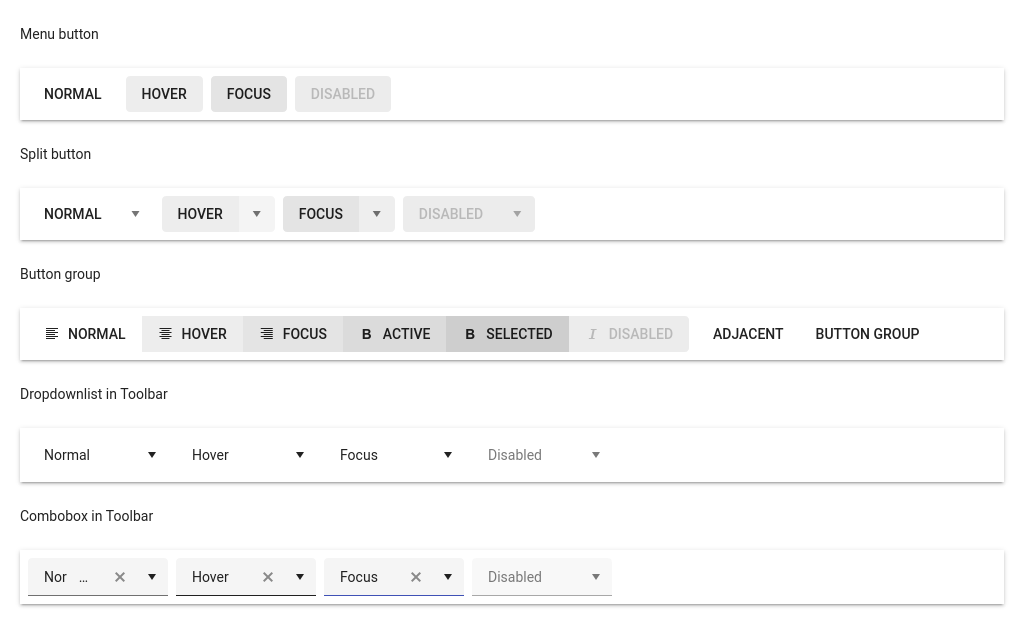 Menu button
NORMAL HOVER FOCUS DISABLED
Split button
NORMAL HOVER FOCUS DISABLED
Button group
NORMAL HOVER FOCUS B ACTIVE B SELECTED I DISABLED ADJACENT BUTTON GROUP
Dropdownlist in Toolbar
Normal Hover Focus Disabled
Combobox in Toolbar
Nor ... Hover Focus Disabled